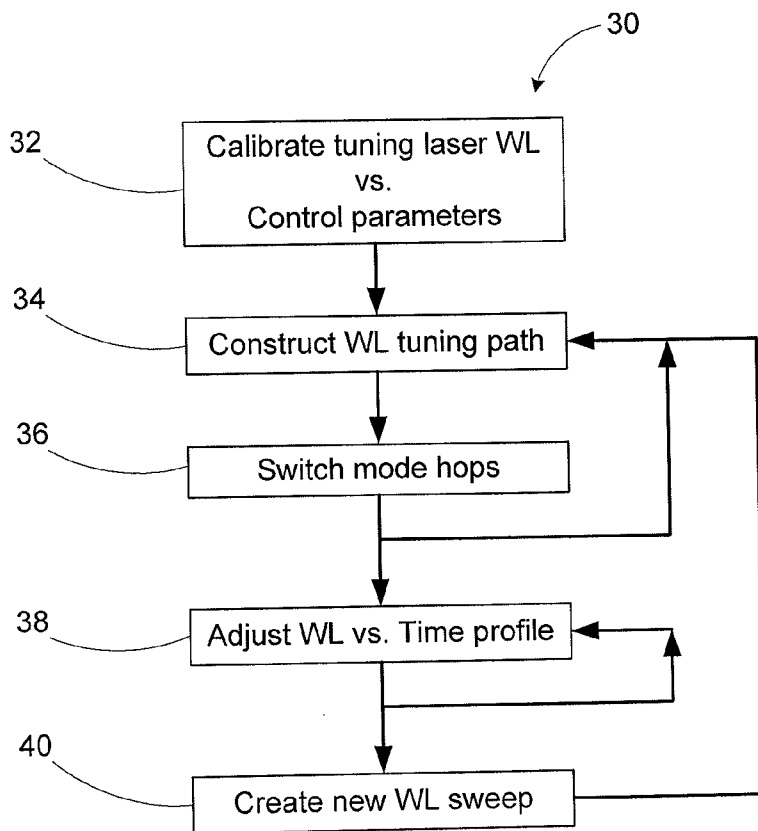 30
32
Calibrate tuning laser WL
vs.
Control parameters
34
Construct WL tuning path
36
Switch mode hops
38
Adjust WL vs. Time profile
40
Create new WL sweep